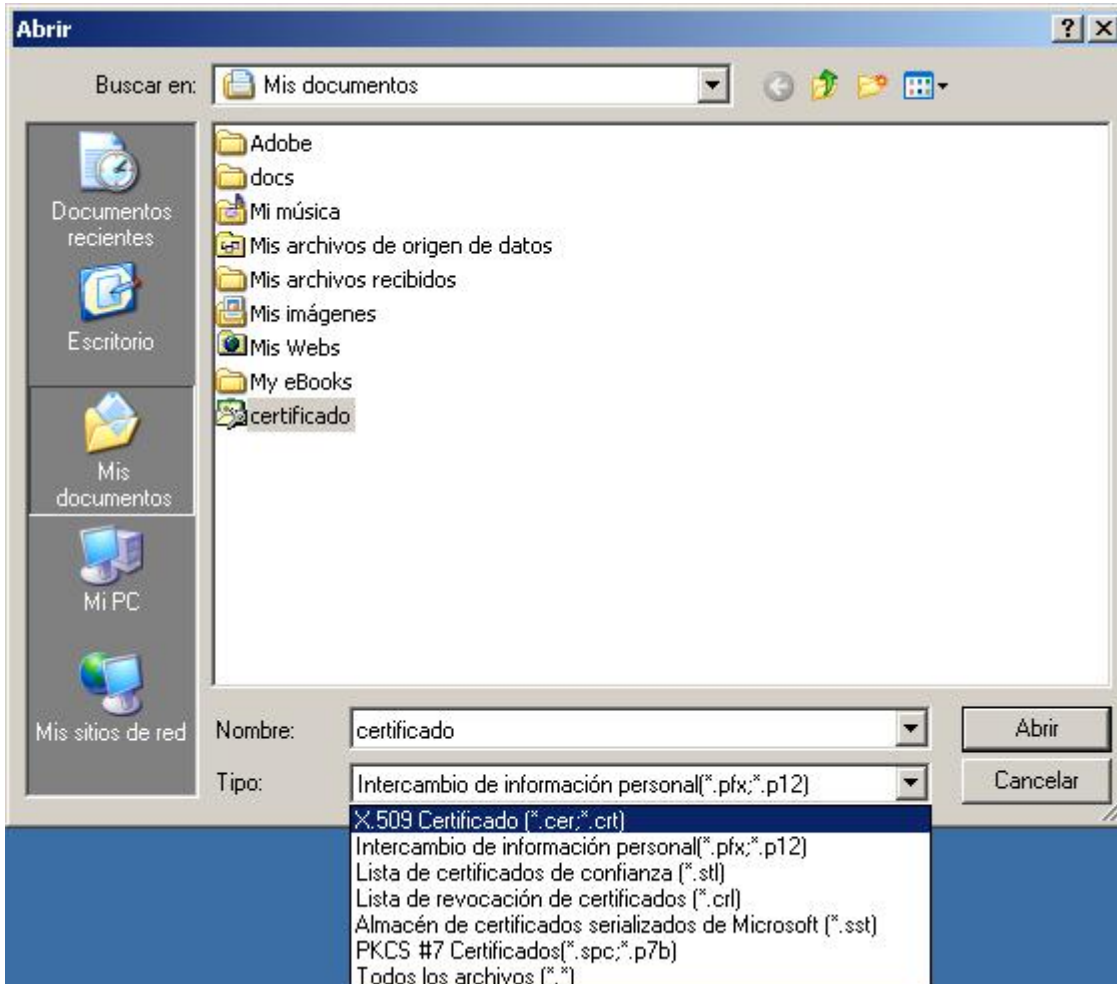 Abrir
Buscar en:
Mis documentos
Documentos
recientes
Escritorio
Mis
documentos
Mi PC
Mis sitios de red
Adobe
docs
Mi música
Mis archivos de origen de datos
Mis archivos recibidos
Mis imágenes
Mis Webs
My eBooks
certificado
Nombre:
certificado
Abrir
Tipo:
Intercambio de información personal(*.pfx;*.p12)
Cancelar
X.509 Certificado (*.cer;*.crt)
Intercambio de información personal(*.pfx;*.p12)
Lista de certificados de confianza (*.stl)
Lista de revocación de certificados (*.crl)
Almacén de certificados serializados de Microsoft (*.sst)
PKCS #7 Certificados(*.spc;*.p7b)
Todos los archivos (*.*)